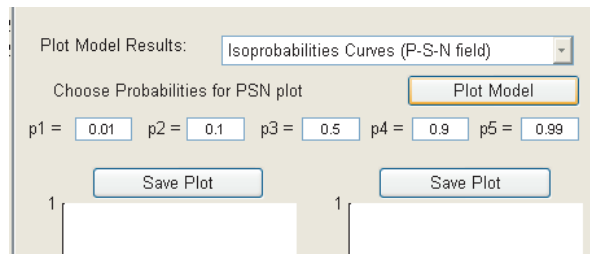 Plot Model Results: Isoprobabilities Curves (P-S-N field)
Choose Probabilities for PSN plot Plot Model
p1 = 0.01 p2 = 0.1 p3 = 0.5 p4 = 0.9 p5 = 0.99
Save Plot Save Plot
1 1